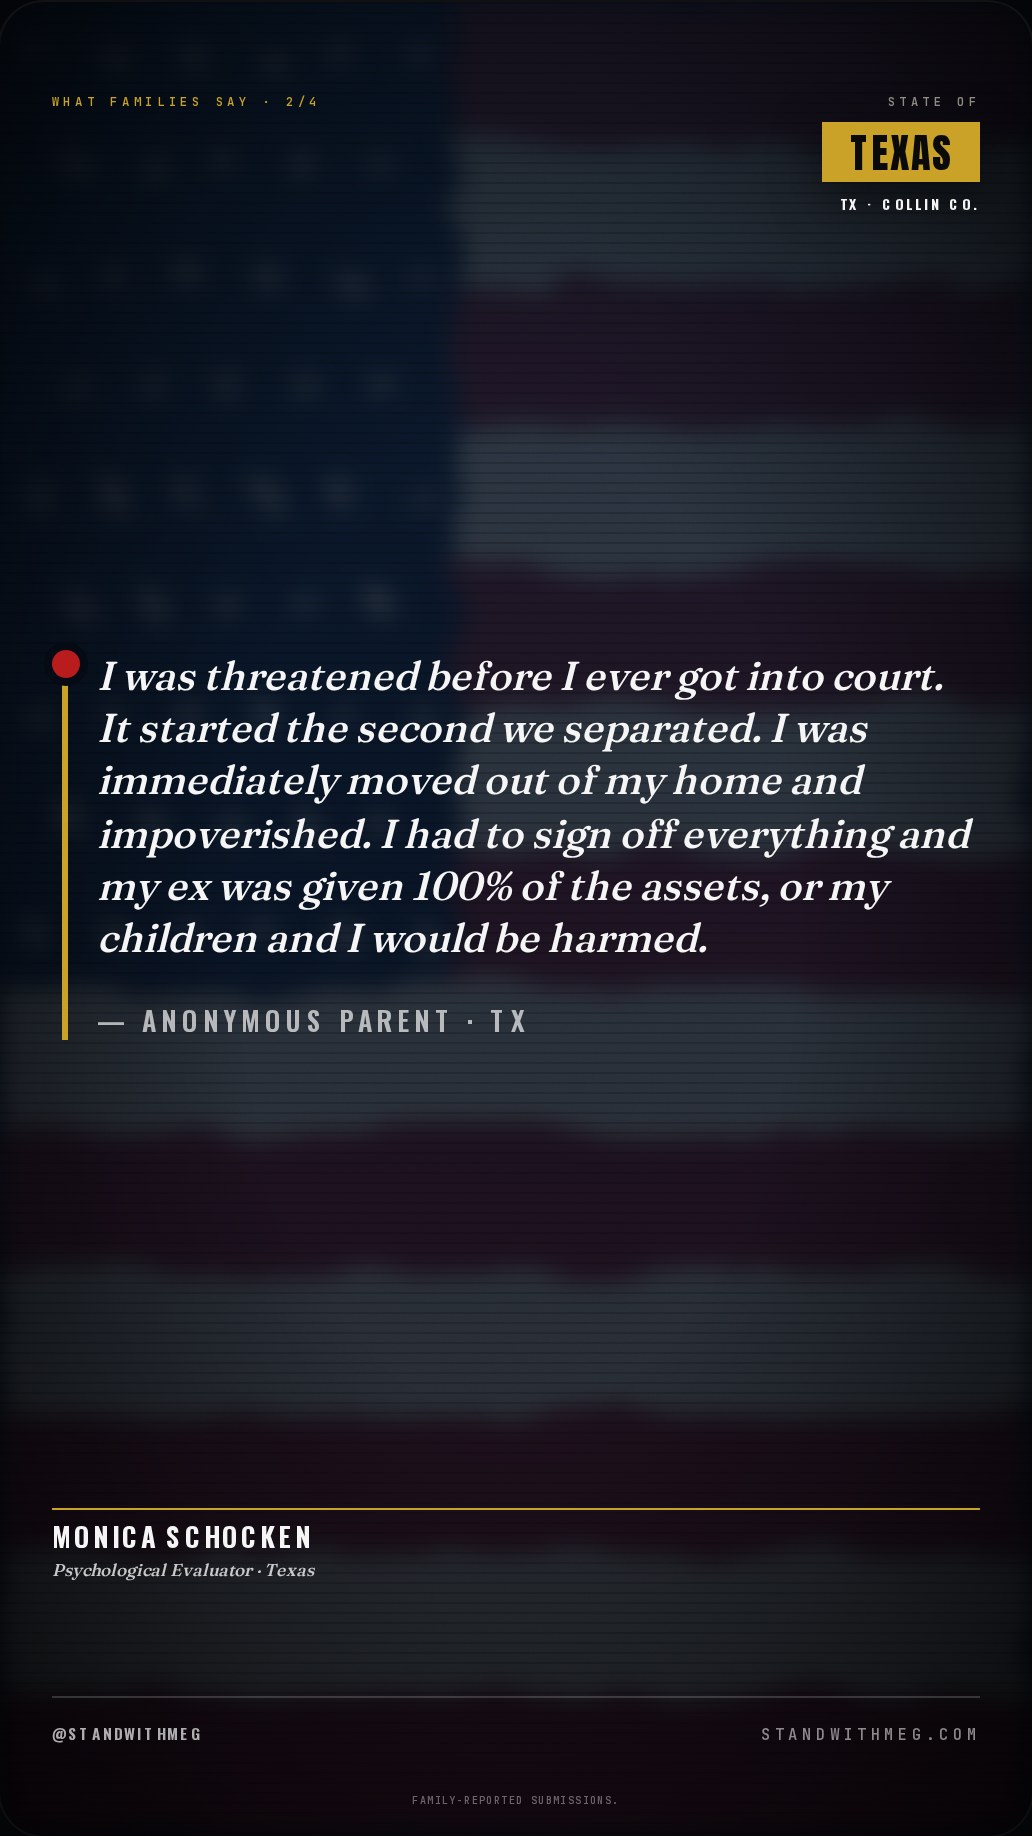 WHAT FAMILIES SAY · 2/4
STATE OF
TEXAS
TX · COLLIN CO.
I was threatened before I ever got into court.
It started the second we separated. I was
immediately moved out of my home and
impoverished. I had to sign off everything and
my ex was given 100% of the assets, or my
children and I would be harmed.
— ANONYMOUS PARENT · TX
MONICA SCHOCKEN
Psychological Evaluator · Texas
@STANDWITHMEG
STANDWITHMEG.COM
FAMILY-REPORTED SUBMISSIONS.